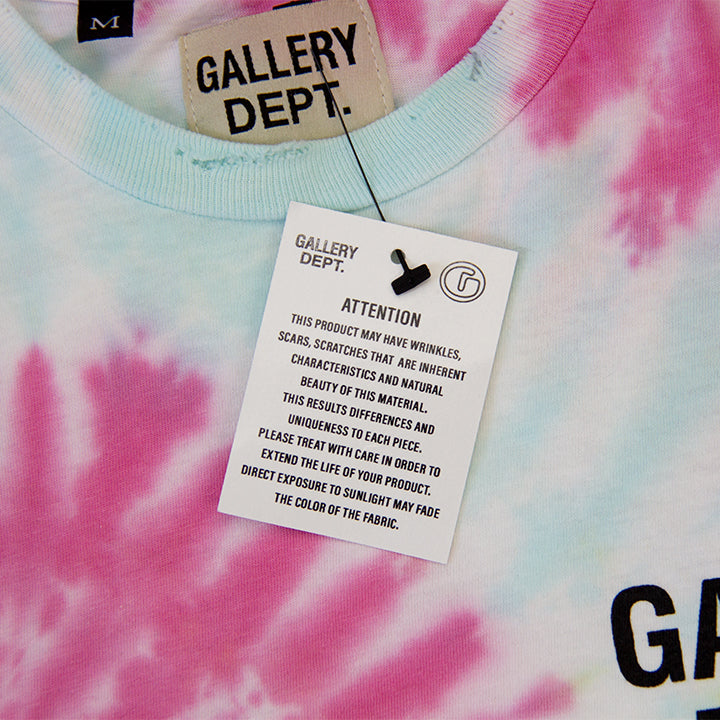 M
GALLERY
DEPT.
GALLERY
DEPT.
G
ATTENTION
THIS PRODUCT MAY HAVE WRINKLES,
SCARS, SCRATCHES THAT ARE INHERENT
CHARACTERISTICS AND NATURAL
BEAUTY OF THIS MATERIAL.
THIS RESULTS DIFFERENCES AND
UNIQUENESS TO EACH PIECE.
PLEASE TREAT WITH CARE IN ORDER TO
EXTEND THE LIFE OF YOUR PRODUCT.
DIRECT EXPOSURE TO SUNLIGHT MAY FADE
THE COLOR OF THE FABRIC.
GA